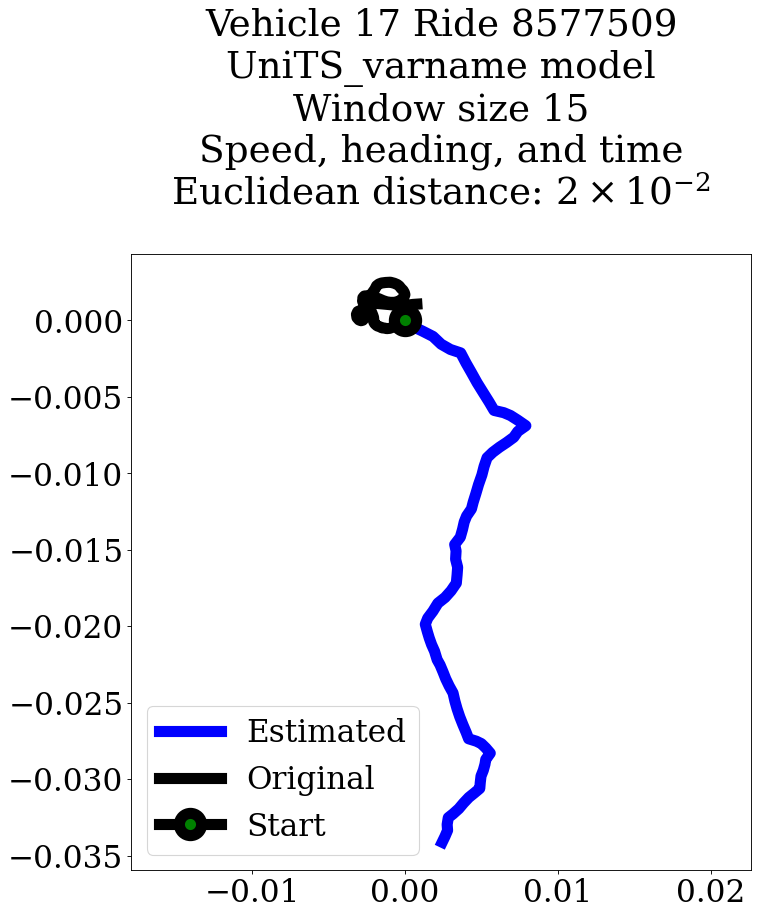 Vehicle 17 Ride 8577509
UniTS_varname model
Window size 15
Speed, heading, and time
Euclidean distance: 2 × 10⁻²
0.000
−0.005
−0.010
−0.015
−0.020
−0.025
−0.030
−0.035
Estimated
Original
Start
−0.01 0.00 0.01 0.02